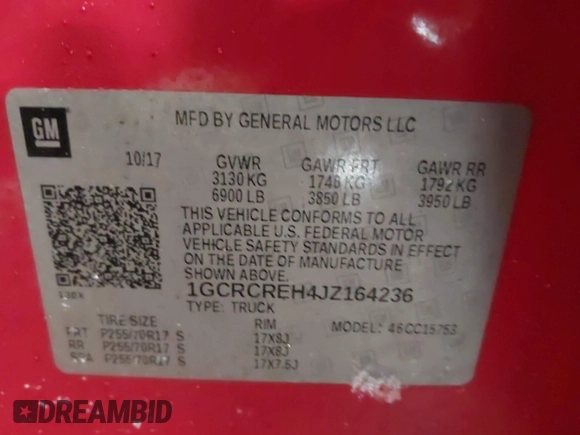 GM
MFD BY GENERAL MOTORS LLC
10/17 GVWR GAWR FRT GAWR RR
3130 KG 1746 KG 1792 KG
6900 LB 3850 LB 3950 LB
THIS VEHICLE CONFORMS TO ALL
APPLICABLE U.S. FEDERAL MOTOR
VEHICLE SAFETY STANDARDS IN EFFECT
ON THE DATE OF MANUFACTURE
SHOWN ABOVE.
1GCRCREH4JZ164236
TYPE: TRUCK
TIRE SIZE RIM MODEL: 46CC15753
FRT P255/70R17 S 17X8J
RR P255/70R17 S 17X8J
SPA P255/70R17 S 17X7.5J
DREAMBID